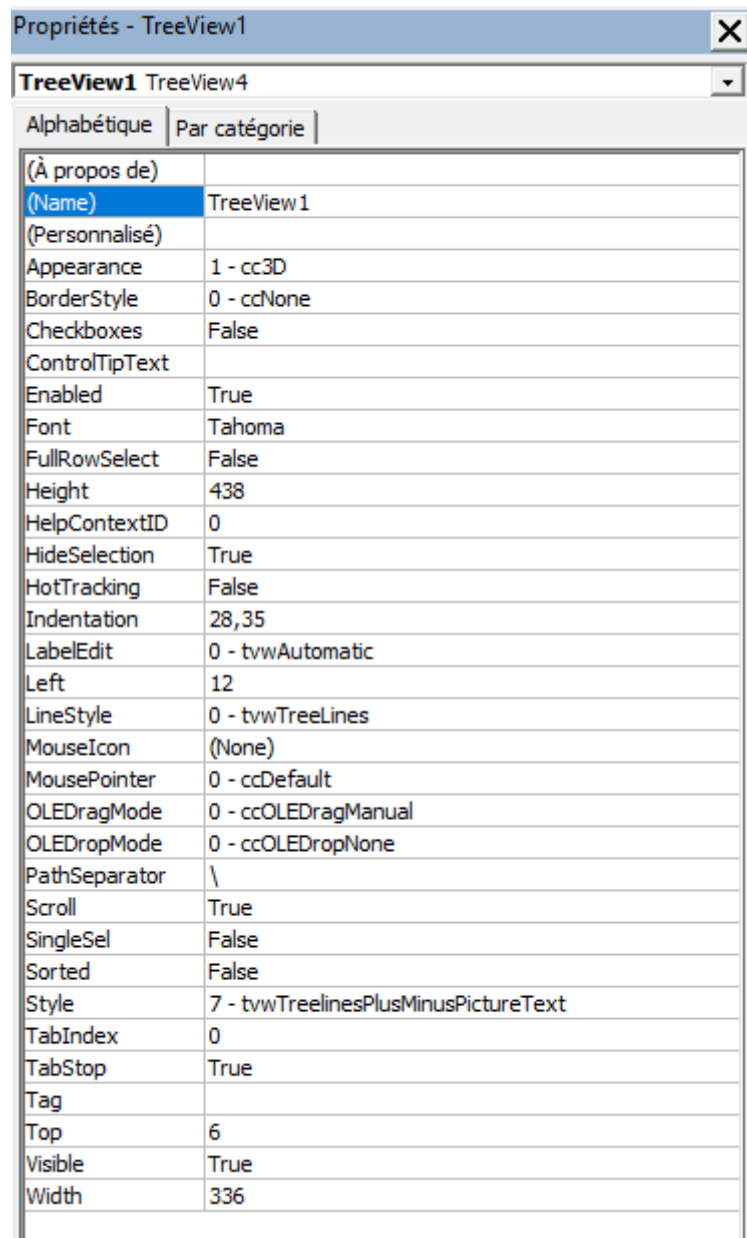 Propriétés - TreeView1
TreeView1 TreeView4
Alphabétique Par catégorie
(À propos de)
(Name) TreeView1
(Personnalisé)
Appearance 1 - cc3D
BorderStyle 0 - ccNone
Checkboxes False
ControlTipText
Enabled True
Font Tahoma
FullRowSelect False
Height 438
HelpContextID 0
HideSelection True
HotTracking False
Indentation 28,35
LabelEdit 0 - tvwAutomatic
Left 12
LineStyle 0 - tvwTreeLines
MouseIcon (None)
MousePointer 0 - ccDefault
OLEDragMode 0 - ccOLEDragManual
OLEDropMode 0 - ccOLEDropNone
PathSeparator \
Scroll True
SingleSel False
Sorted False
Style 7 - tvwTreelinesPlusMinusPictureText
TabIndex 0
TabStop True
Tag
Top 6
Visible True
Width 336